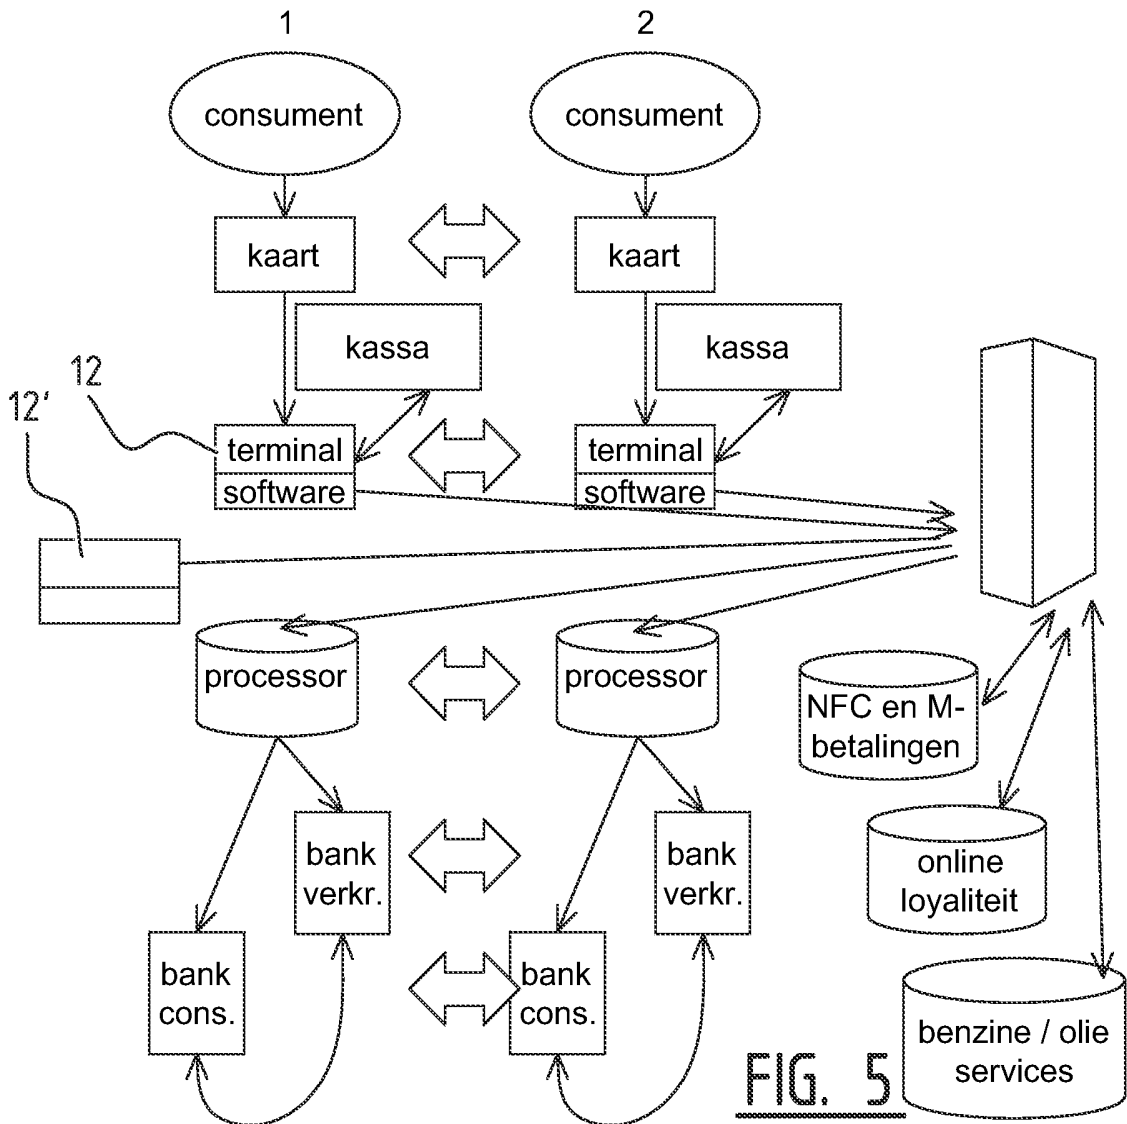 1
2
consument
consument
kaart
kaart
kassa
kassa
12
12'
terminal
terminal
software
software
processor
processor
NFC en M-
betalingen
bank
verkr.
bank
verkr.
online
loyaliteit
bank
cons.
bank
cons.
benzine / olie
services
FIG. 5